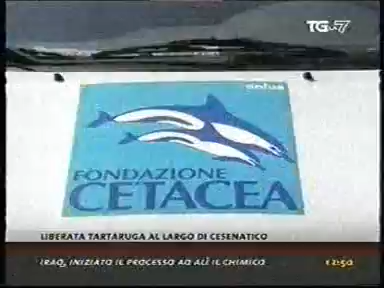 TG LA7
FONDAZIONE
CETACEA
LIBERATA TARTARUGA AL LARGO DI CESENATICO
IRAQ, INIZIATO IL PROCESSO AD ALÌ IL CHIMICO
12:50